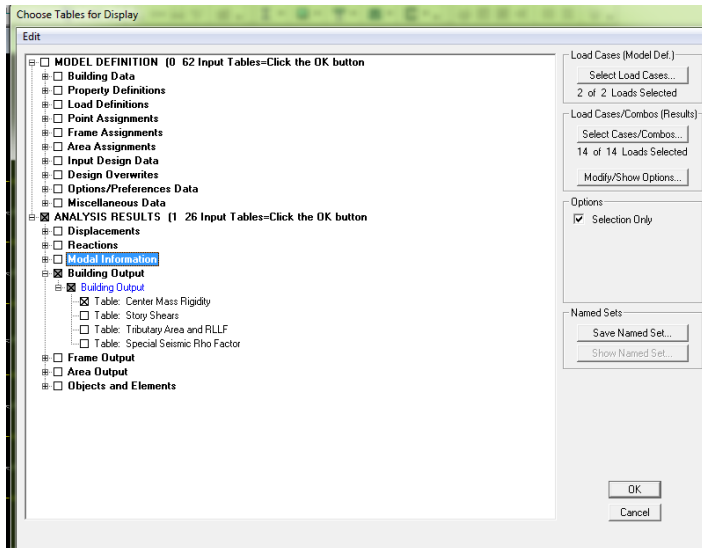 Choose Tables for Display
Edit
MODEL DEFINITION (0 62 Input Tables=Click the OK button
Building Data
Property Definitions
Load Definitions
Point Assignments
Frame Assignments
Area Assignments
Input Design Data
Design Overwrites
Options/Preferences Data
Miscellaneous Data
ANALYSIS RESULTS (1 26 Input Tables=Click the OK button
Displacements
Reactions
Modal Information
Building Output
Building Output
Table: Center Mass Rigidity
Table: Story Shears
Table: Tributary Area and RLLF
Table: Special Seismic Rho Factor
Frame Output
Area Output
Objects and Elements
Load Cases (Model Def.)
Select Load Cases...
2 of 2 Loads Selected
Load Cases/Combos (Results)
Select Cases/Combos...
14 of 14 Loads Selected
Modify/Show Options...
Options
Selection Only
Named Sets
Save Named Set...
Show Named Set...
OK
Cancel